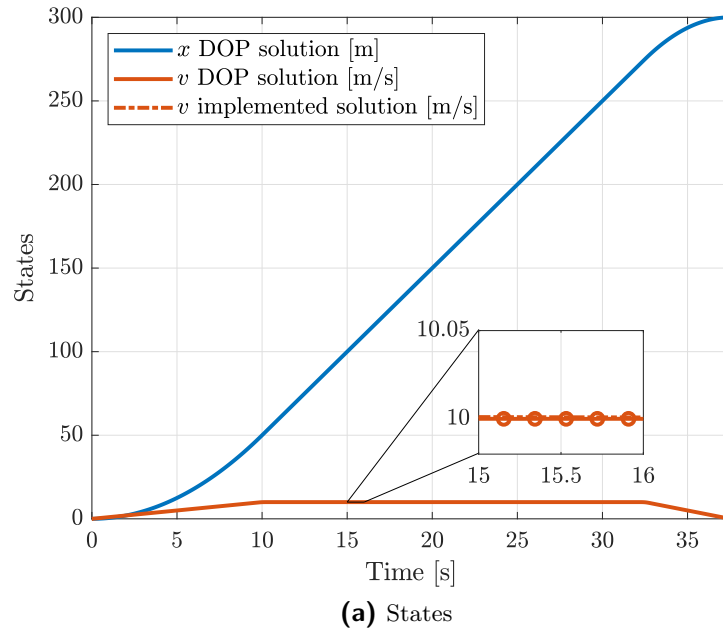 300
x DOP solution [m]
v DOP solution [m/s]
v implemented solution [m/s]
250
200
States
150
10.05
100
10
50
15 15.5 16
0
0 5 10 15 20 25 30 35
Time [s]
(a) States